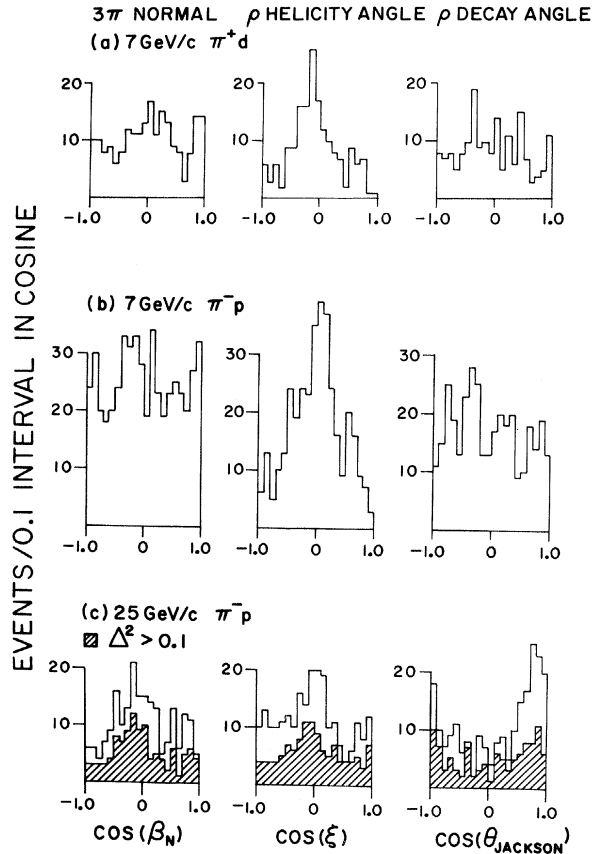 3π NORMAL ρ HELICITY ANGLE ρ DECAY ANGLE
(a) 7 GeV/c π⁺d
20
10
-1.0 0 1.0
20
10
-1.0 0 1.0
20
10
-1.0 0 1.0
EVENTS/0.1 INTERVAL IN COSINE
(b) 7 GeV/c π⁻p
30
20
10
-1.0 0 1.0
30
20
10
-1.0 0 1.0
30
20
10
-1.0 0 1.0
(c) 25 GeV/c π⁻p
Δ² > 0.1
20
10
-1.0 0 1.0
COS(β_N)
20
10
-1.0 0 1.0
COS(ξ)
20
10
-1.0 0 1.0
COS(θ_JACKSON)